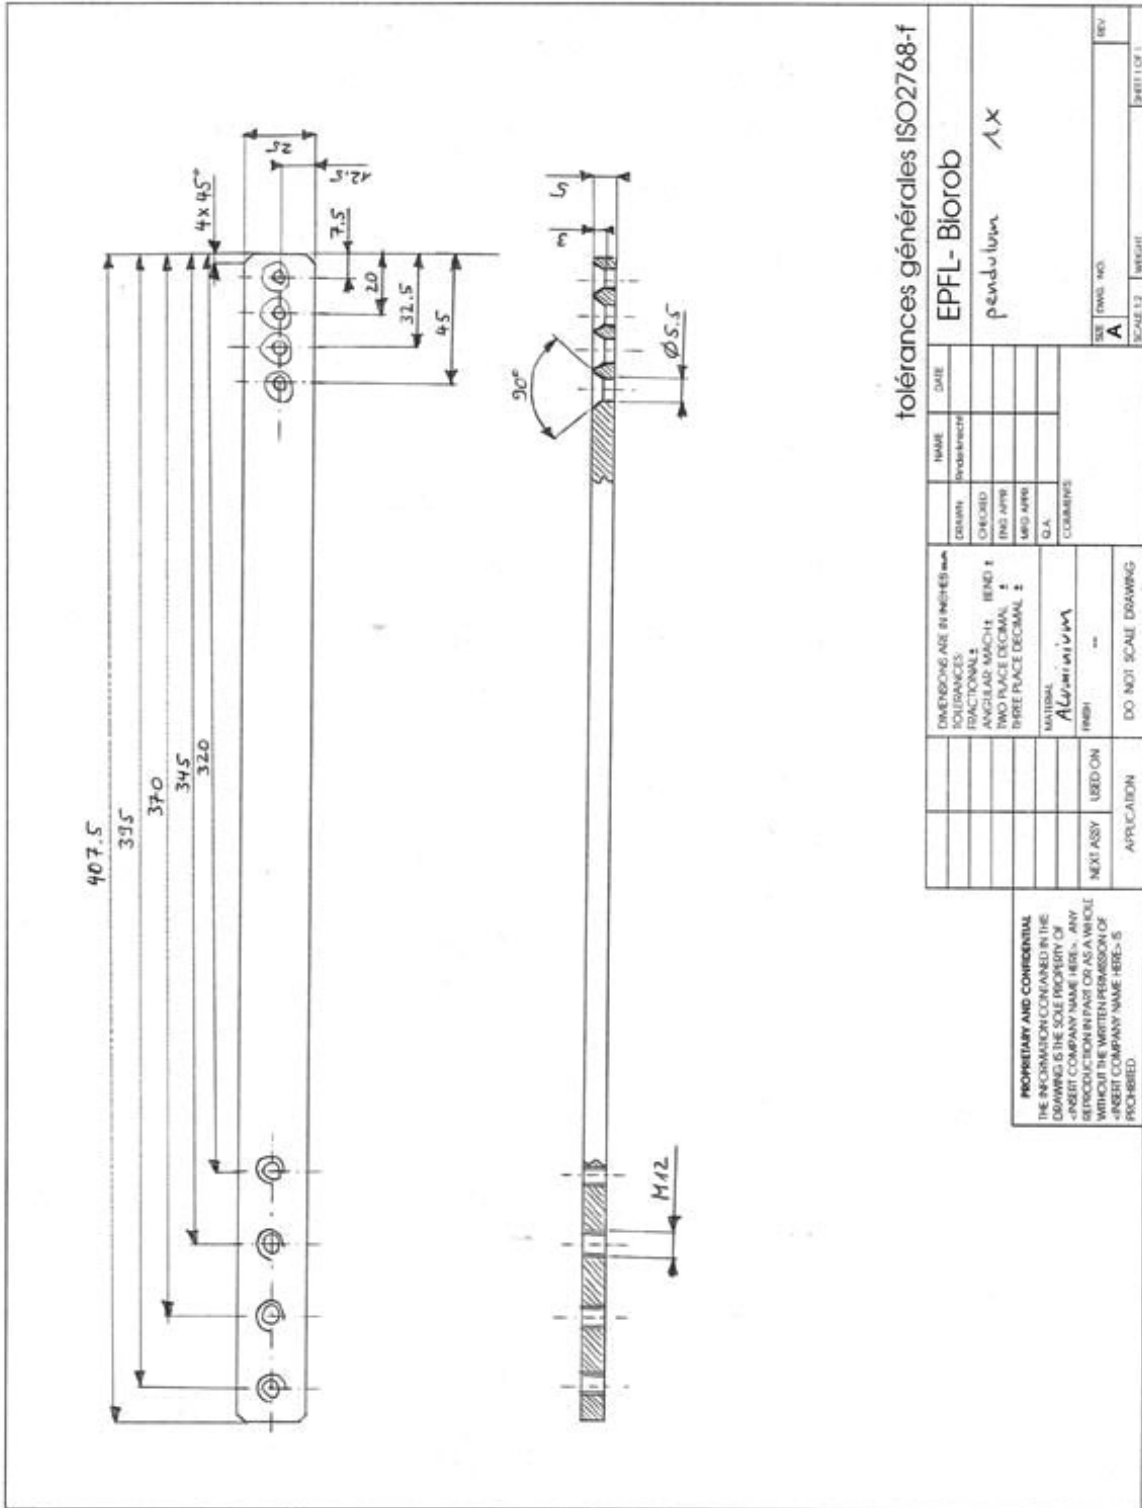 407.5
395
370
345
320
4 x 45°
25
12.5
7.5
20
32.5
45
90°
5
3
Ø5.5
M12
tolérances générales ISO2768-f
EPFL- Biorob
pendulum 1x
SIZE
A
DWG. NO.
REV
SCALE 1:2
WEIGHT
SHEET 1 OF 1
NAME
DATE
DRAWN
CHECKED
ENG APPR
MFG APPR
Q.A.
COMMENTS:
DIMENSIONS ARE IN INCHES mm
TOLERANCES:
FRACTIONAL ±
ANGULAR: MACH ± BEND ±
TWO PLACE DECIMAL ±
THREE PLACE DECIMAL ±
MATERIAL
Aluminium
FINISH
--
NEXT ASSY
USED ON
APPLICATION
DO NOT SCALE DRAWING
PROPRIETARY AND CONFIDENTIAL
THE INFORMATION CONTAINED IN THIS
DRAWING IS THE SOLE PROPERTY OF
<INSERT COMPANY NAME HERE>. ANY
REPRODUCTION IN PART OR AS A WHOLE
WITHOUT THE WRITTEN PERMISSION OF
<INSERT COMPANY NAME HERE> IS
PROHIBITED.